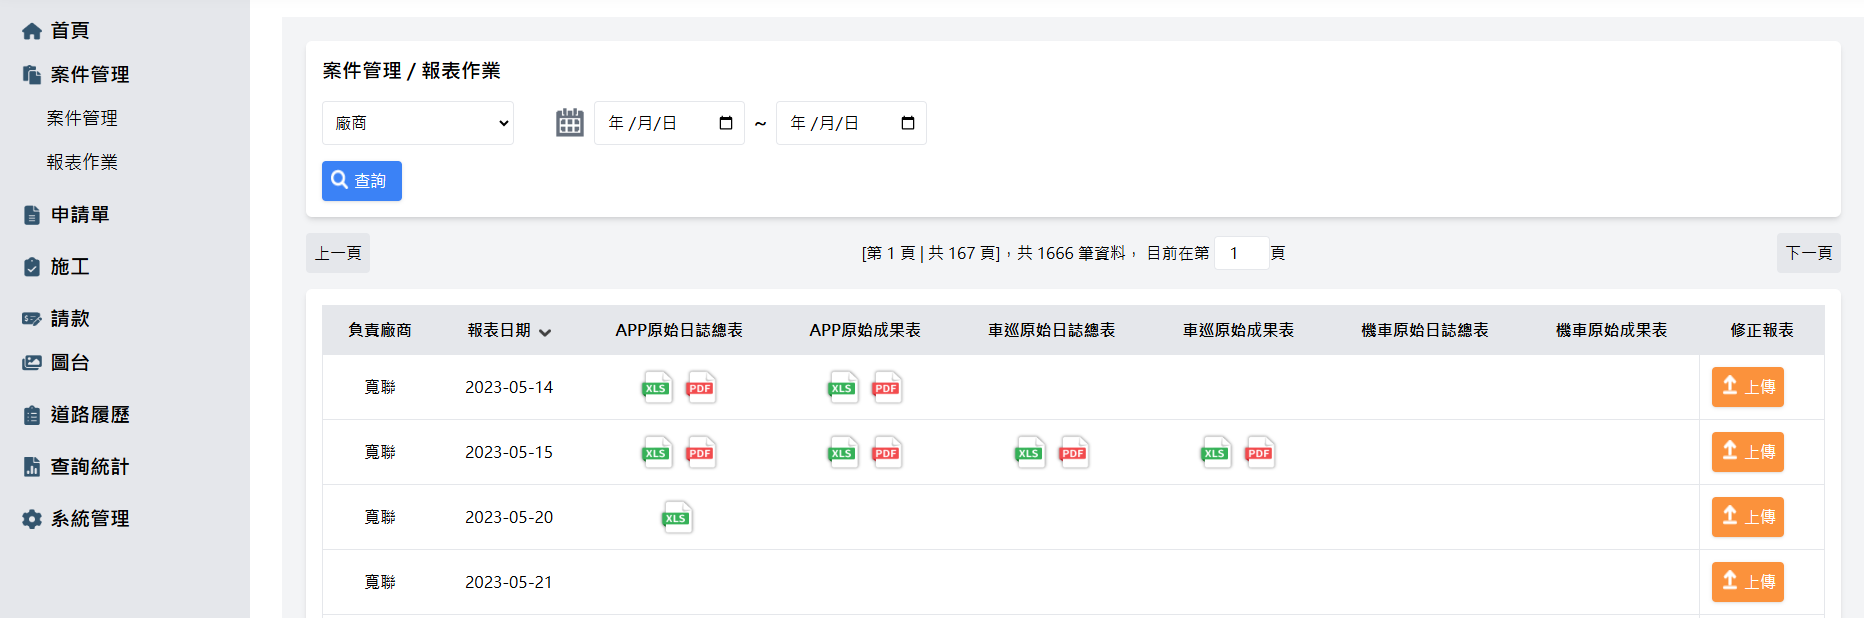 首頁
案件管理
案件管理
報表作業
申請單
施工
請款
圖台
道路履歷
查詢統計
系統管理
案件管理 / 報表作業
廠商 年 /月/日 ~ 年 /月/日
查詢
上一頁 [第 1 頁 | 共 167 頁]，共 1666 筆資料， 目前在第 1 頁 下一頁
負責廠商 報表日期 APP原始日誌總表 APP原始成果表 車巡原始日誌總表 車巡原始成果表 機車原始日誌總表 機車原始成果表 修正報表
寬聯 2023-05-14 XLS PDF XLS PDF 上傳
寬聯 2023-05-15 XLS PDF XLS PDF XLS PDF XLS PDF 上傳
寬聯 2023-05-20 XLS 上傳
寬聯 2023-05-21 上傳